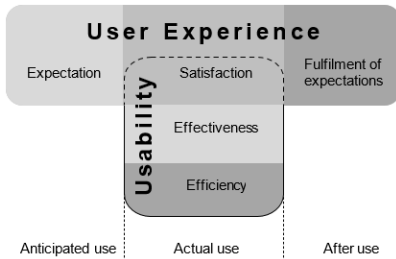 User Experience
Expectation
Satisfaction
Fulfilment of
expectations
Usability
Effectiveness
Efficiency
Anticipated use
Actual use
After use